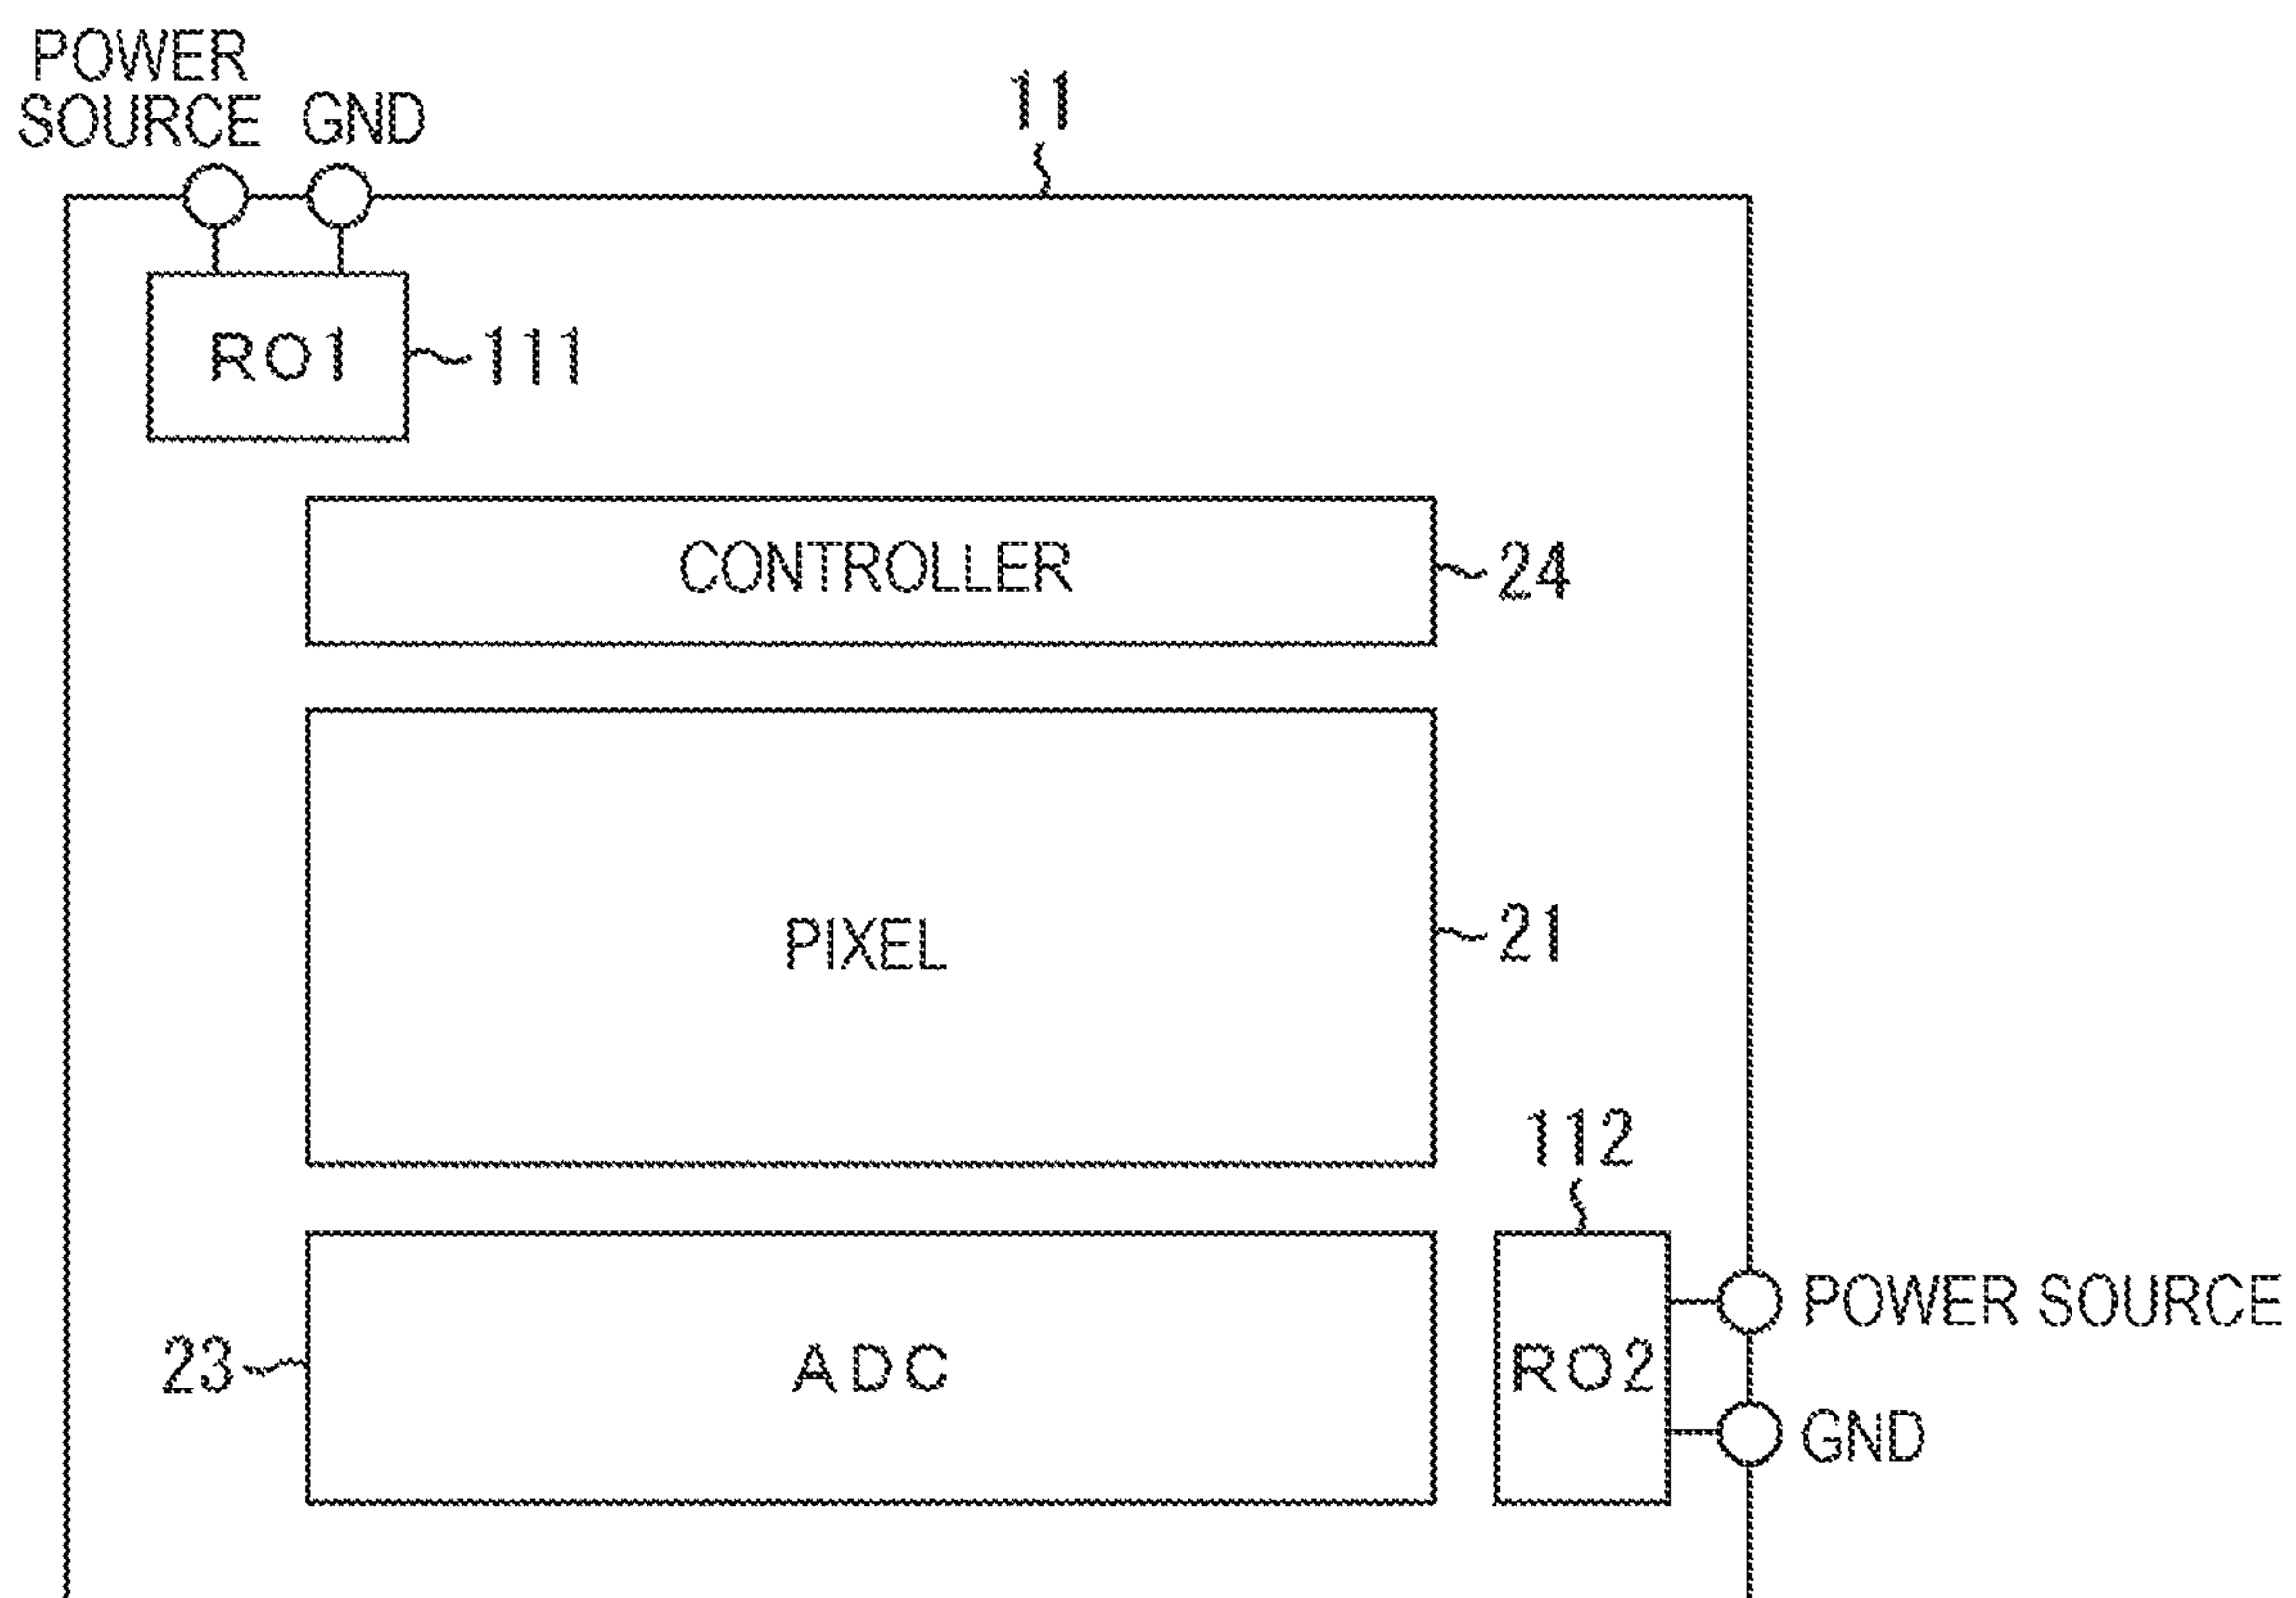 POWER
SOURCE GND
11
RO1
111
CONTROLLER
24
PIXEL
21
112
POWER SOURCE
23
ADC
RO2
GND